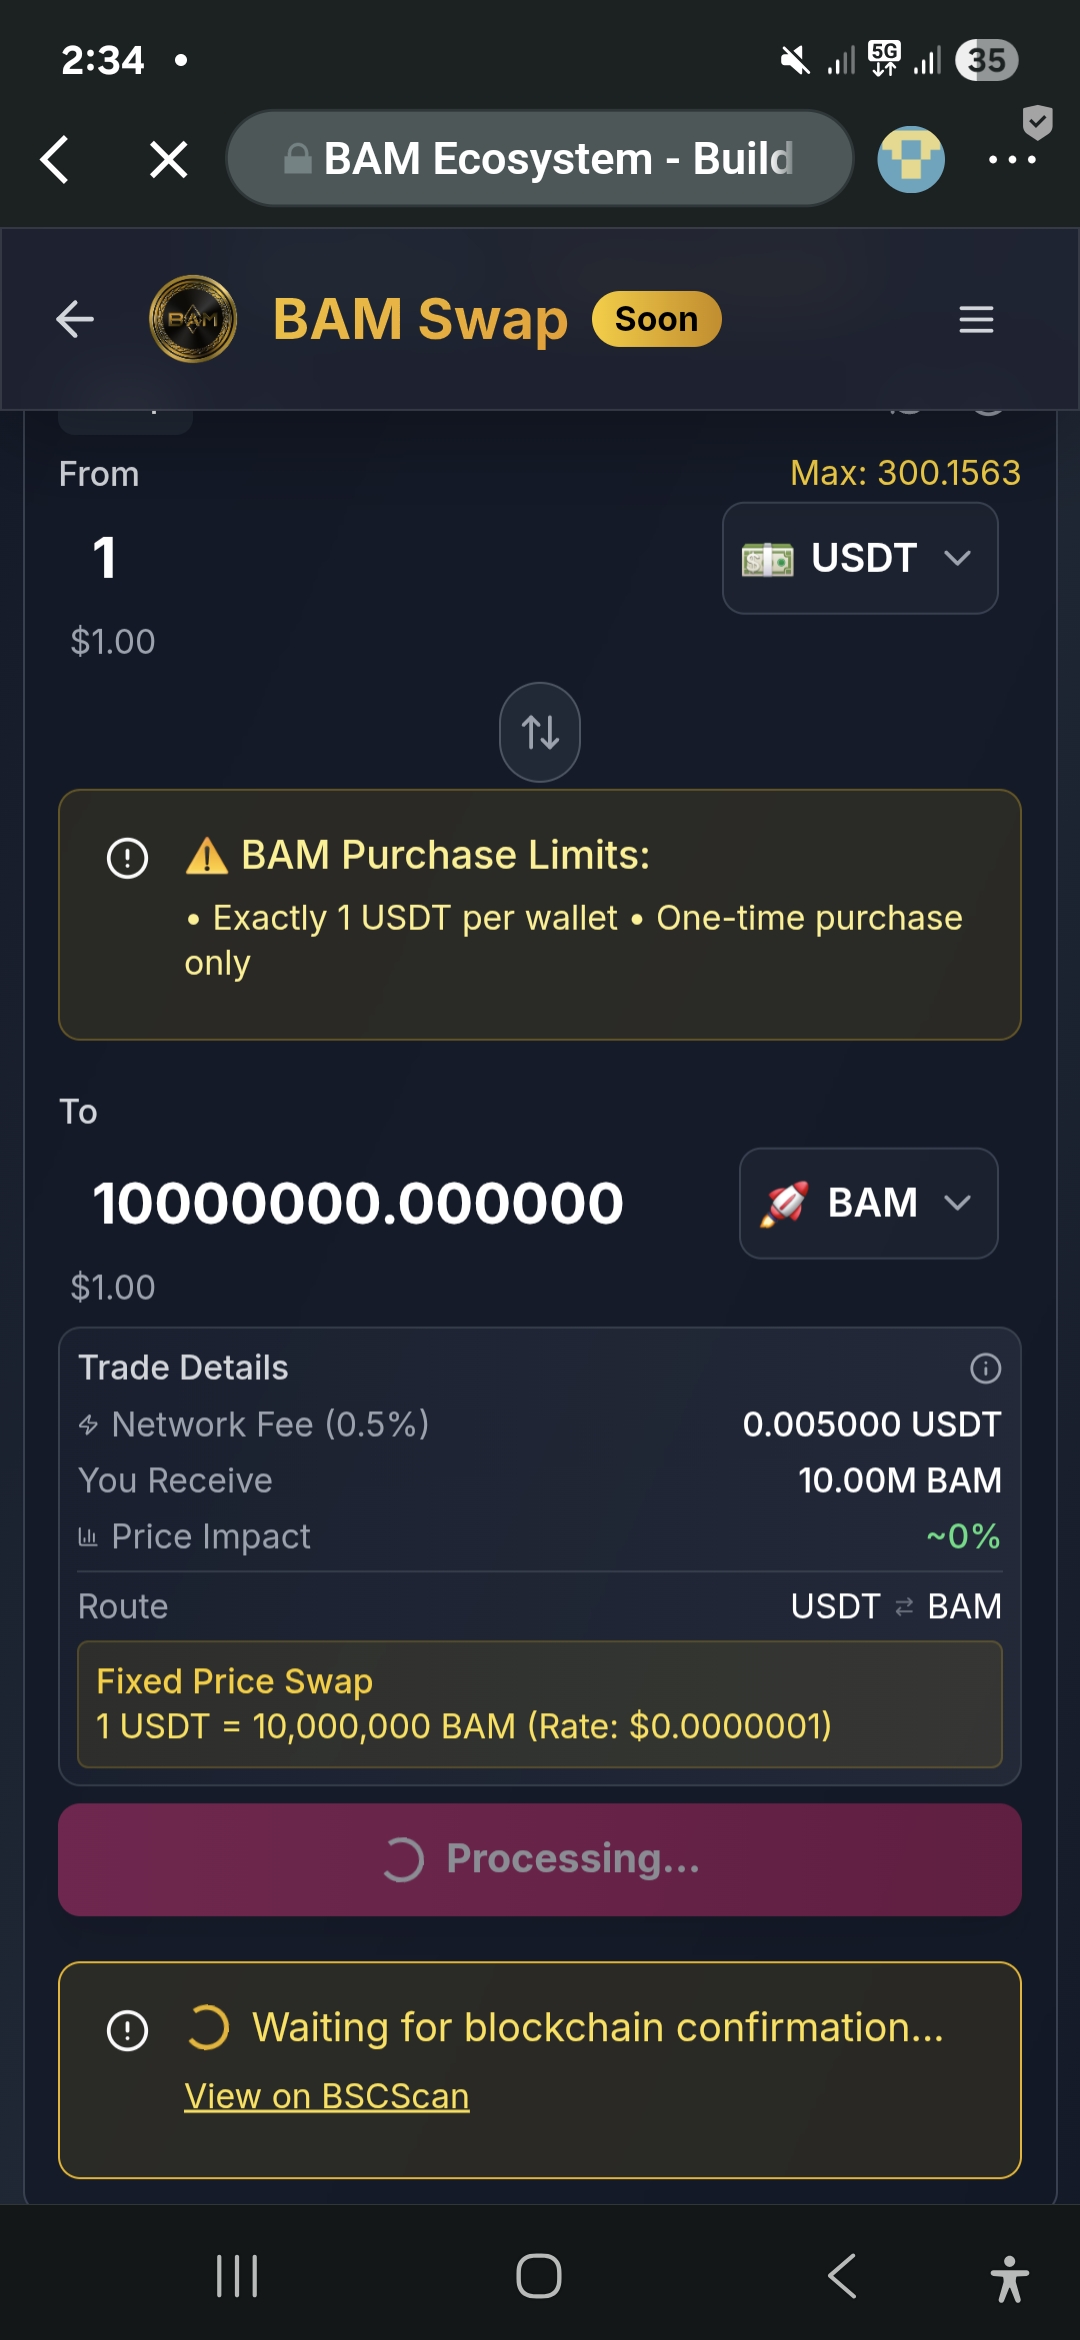 2:34
5G
35
BAM Ecosystem - Build
BAM
BAM Swap
Soon
From
Max: 300.1563
1
USDT
$1.00
⚠️ BAM Purchase Limits:
• Exactly 1 USDT per wallet • One-time purchase
only
To
10000000.000000
BAM
$1.00
Trade Details
Network Fee (0.5%)
0.005000 USDT
You Receive
10.00M BAM
Price Impact
~0%
Route
USDT ⇄ BAM
Fixed Price Swap
1 USDT = 10,000,000 BAM (Rate: $0.0000001)
Processing...
Waiting for blockchain confirmation...
View on BSCScan